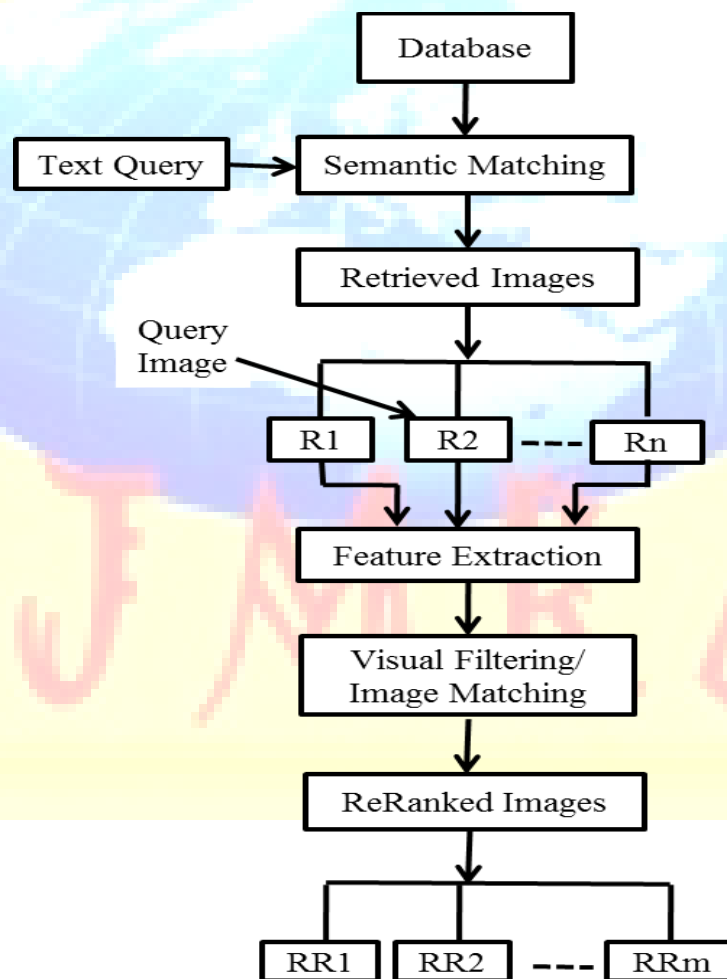 Database
Text Query
Semantic Matching
Retrieved Images
Query
Image
R1
R2
Rn
Feature Extraction
Visual Filtering/
Image Matching
ReRanked Images
RR1
RR2
RRm